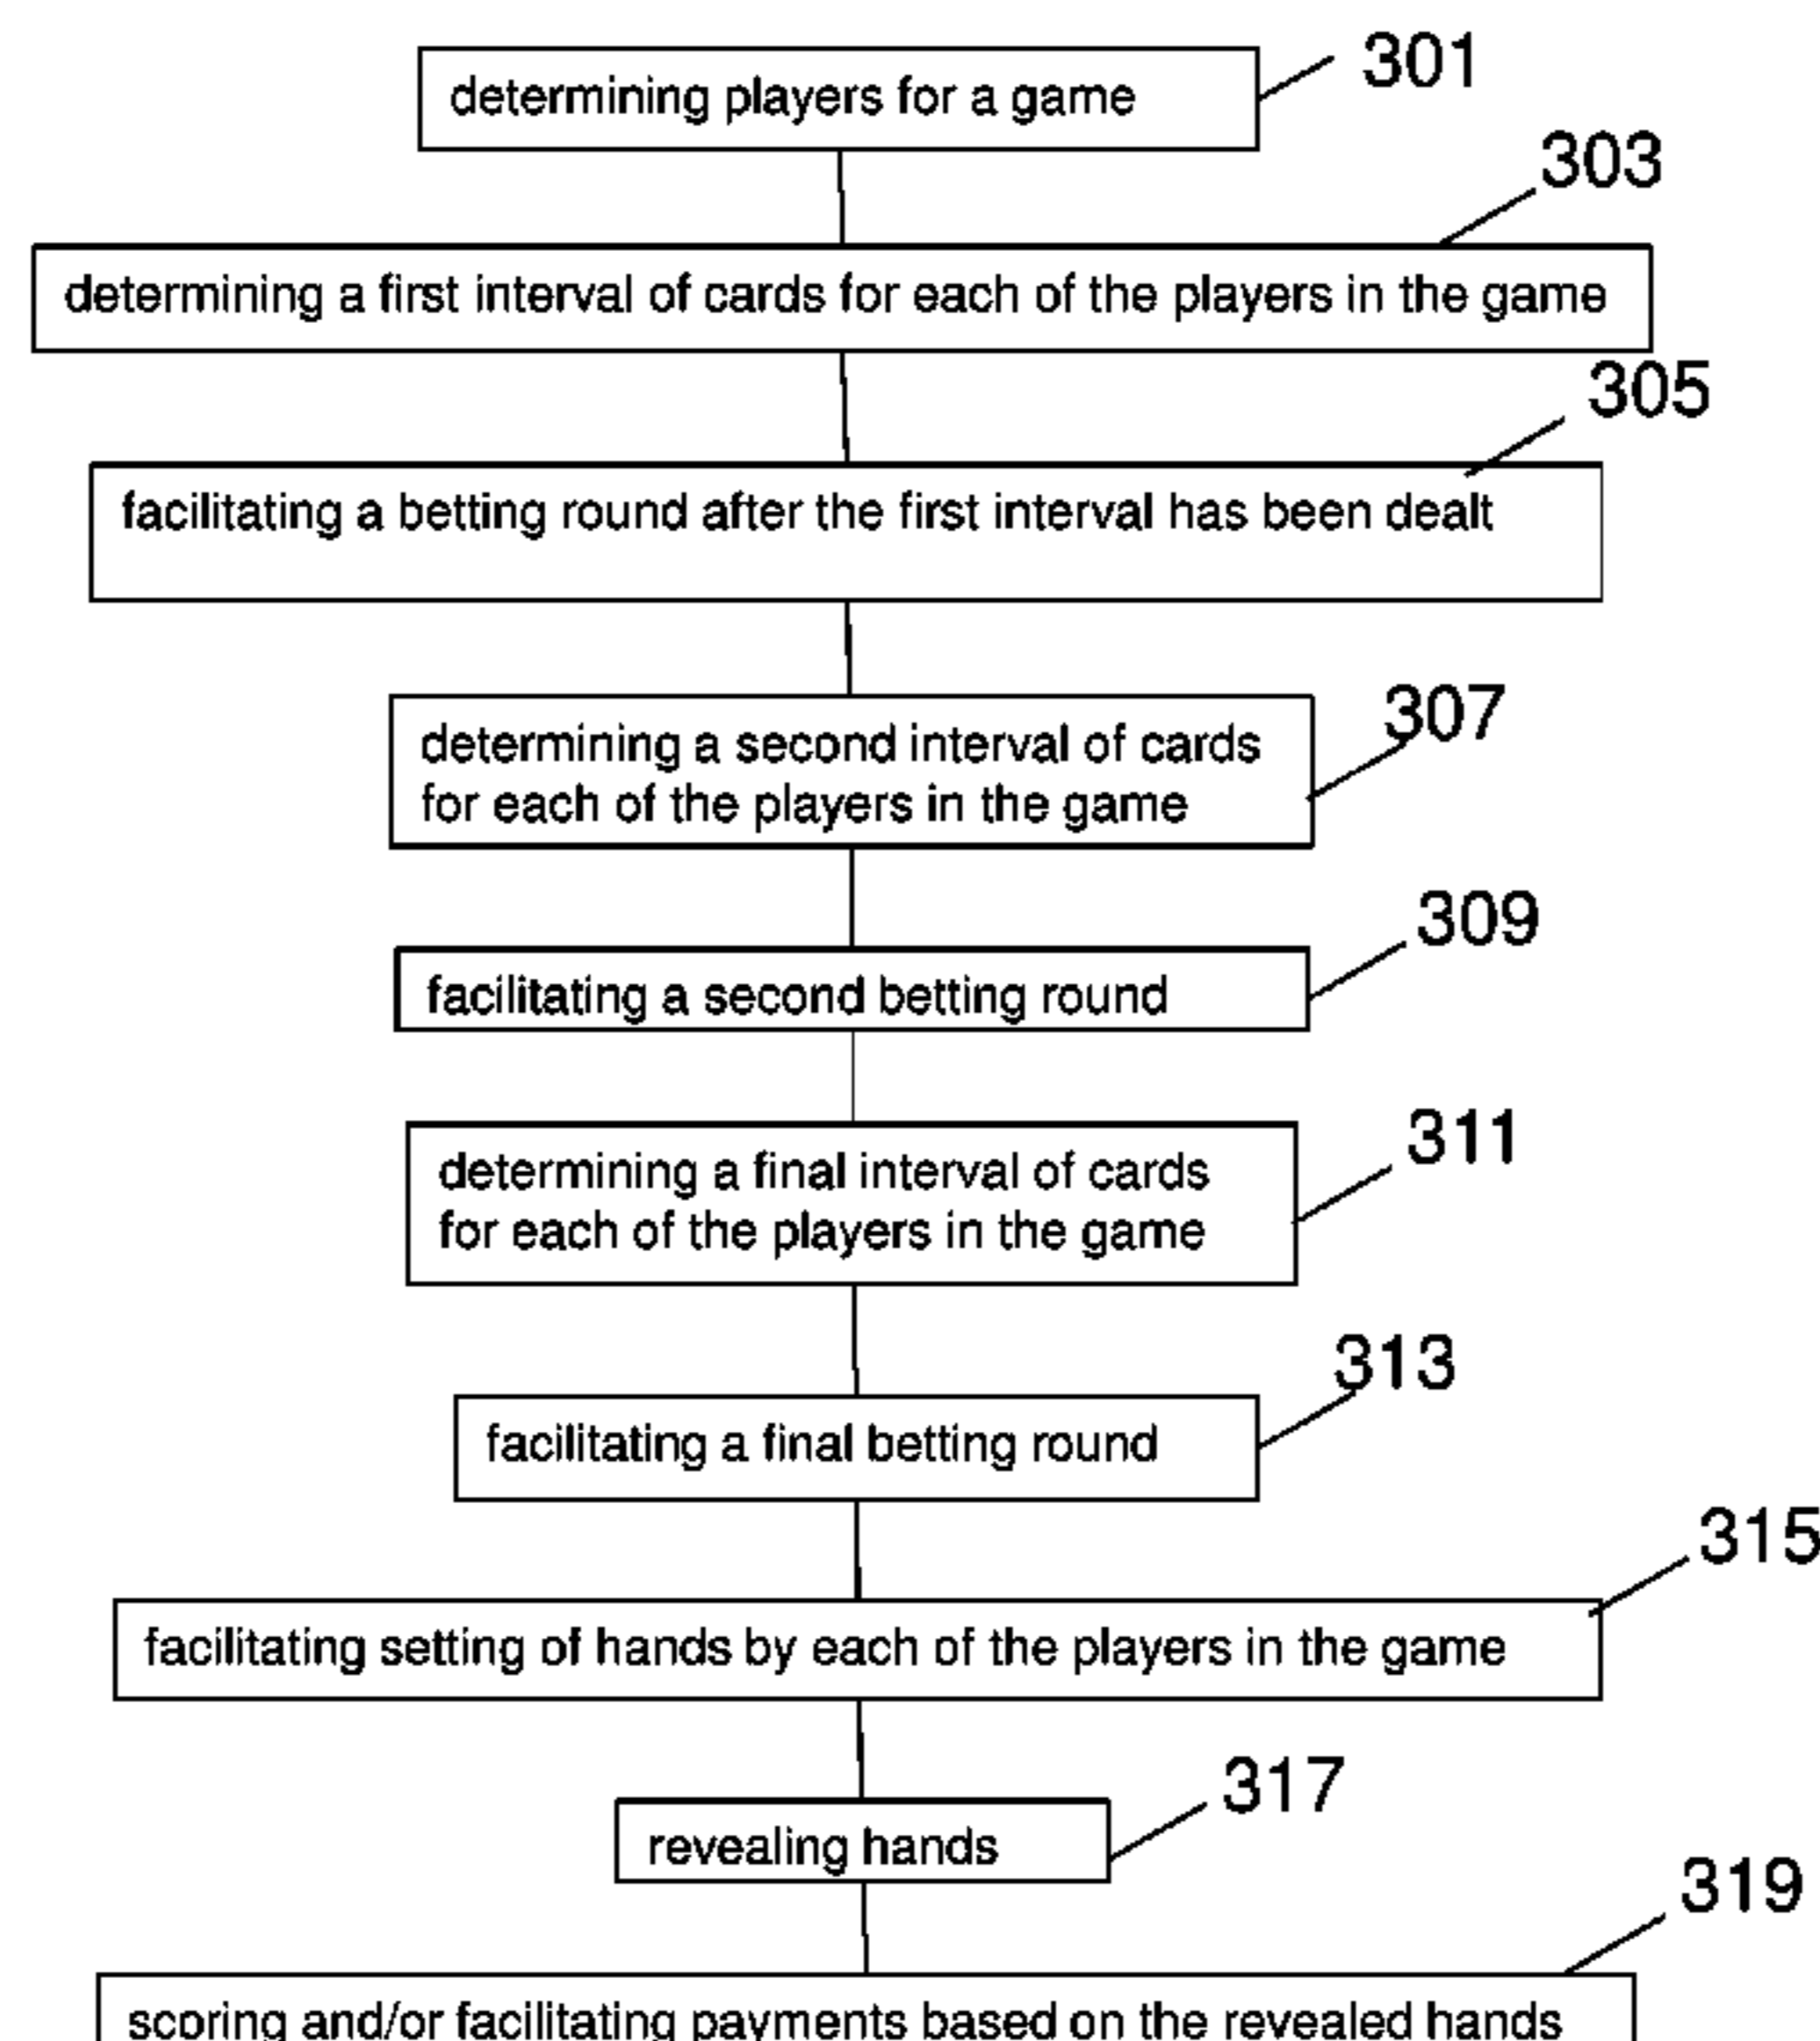 301
determining players for a game
303
determining a first interval of cards for each of the players in the game
305
facilitating a betting round after the first interval has been dealt
307
determining a second interval of cards
for each of the players in the game
309
facilitating a second betting round
311
determining a final interval of cards
for each of the players in the game
313
facilitating a final betting round
315
facilitating setting of hands by each of the players in the game
317
revealing hands
319
scoring and/or facilitating payments based on the revealed hands